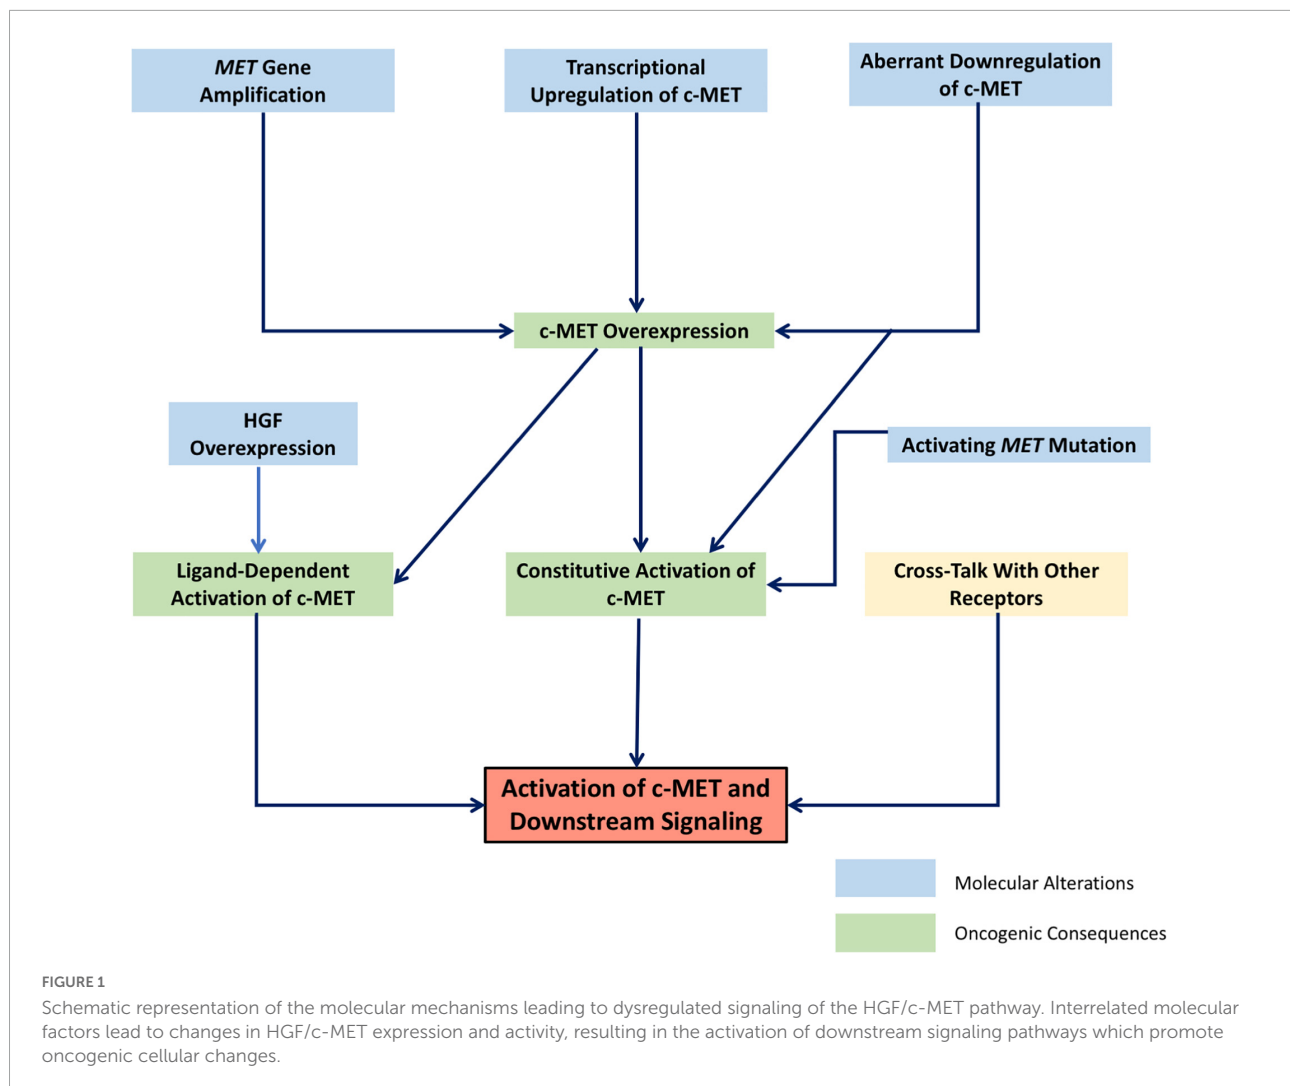 MET Gene
Amplification
Transcriptional
Upregulation of c-MET
Aberrant Downregulation
of c-MET
c-MET Overexpression
HGF
Overexpression
Activating MET Mutation
Ligand-Dependent
Activation of c-MET
Constitutive Activation of
c-MET
Cross-Talk With Other
Receptors
Activation of c-MET and
Downstream Signaling
Molecular Alterations
Oncogenic Consequences
FIGURE 1
Schematic representation of the molecular mechanisms leading to dysregulated signaling of the HGF/c-MET pathway. Interrelated molecular
factors lead to changes in HGF/c-MET expression and activity, resulting in the activation of downstream signaling pathways which promote
oncogenic cellular changes.